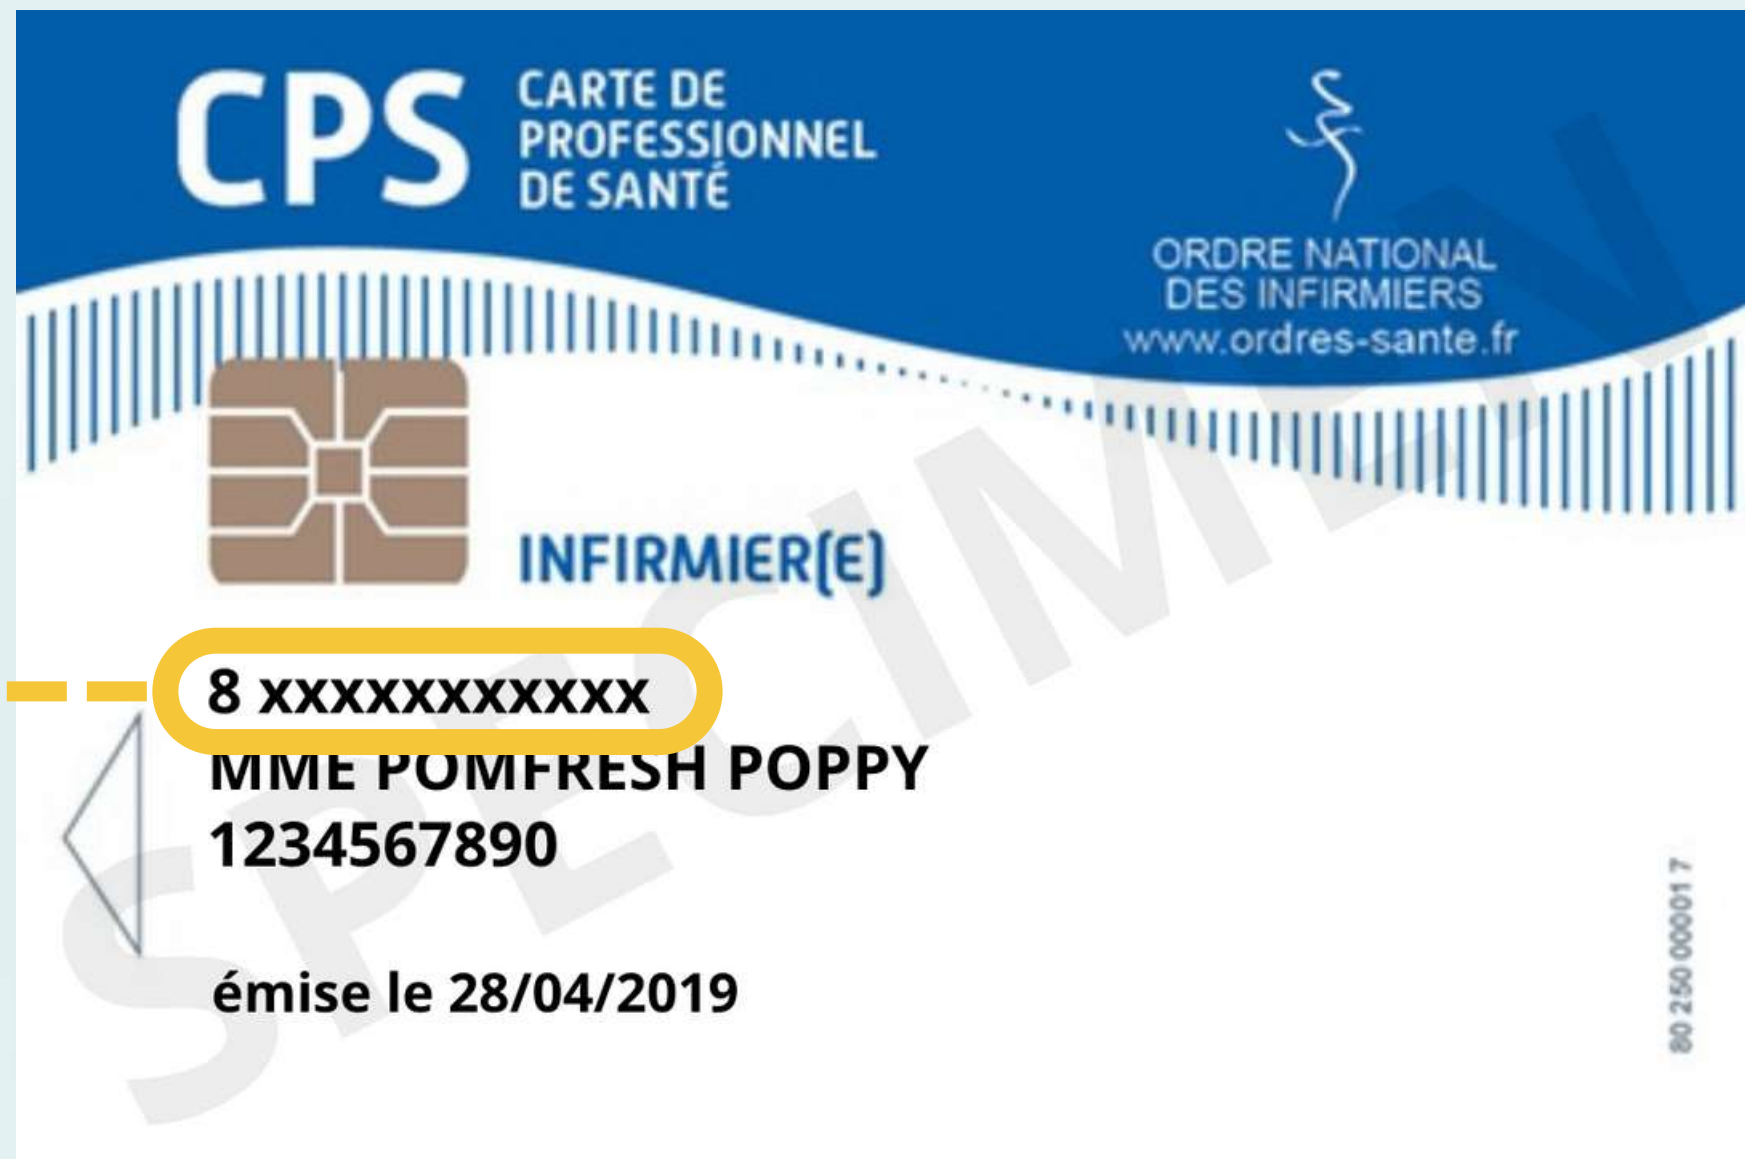 CPS
CARTE DE
PROFESSIONNEL
DE SANTÉ
ORDRE NATIONAL
DES INFIRMIERS
www.ordres-sante.fr
INFIRMIER(E)
8 xxxxxxxxxxx
MME POMFRESH POPPY
1234567890
émise le 28/04/2019
80 250 00001 7
SPECIMEN